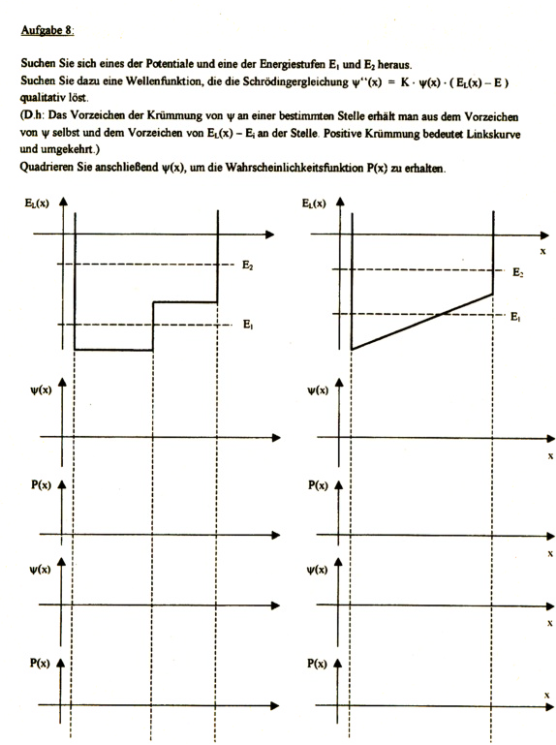 Aufgabe 8:
Suchen Sie sich eines der Potentiale und eine der Energiestufen E₁ und E₂ heraus.
Suchen Sie dazu eine Wellenfunktion, die die Schrödingergleichung ψ''(x) = K · ψ(x) · ( E_L(x) – E )
qualitativ löst.
(D.h: Das Vorzeichen der Krümmung von ψ an einer bestimmten Stelle erhält man aus dem Vorzeichen
von ψ selbst und dem Vorzeichen von E_L(x) – E_i an der Stelle. Positive Krümmung bedeutet Linkskurve
und umgekehrt.)
Quadrieren Sie anschließend ψ(x), um die Wahrscheinlichkeitsfunktion P(x) zu erhalten.
E_L(x) E_L(x)
x
E₂ E₂
E₁ E₁
ψ(x) ψ(x)
x
P(x) P(x)
x
ψ(x) ψ(x)
x
P(x) P(x)
x